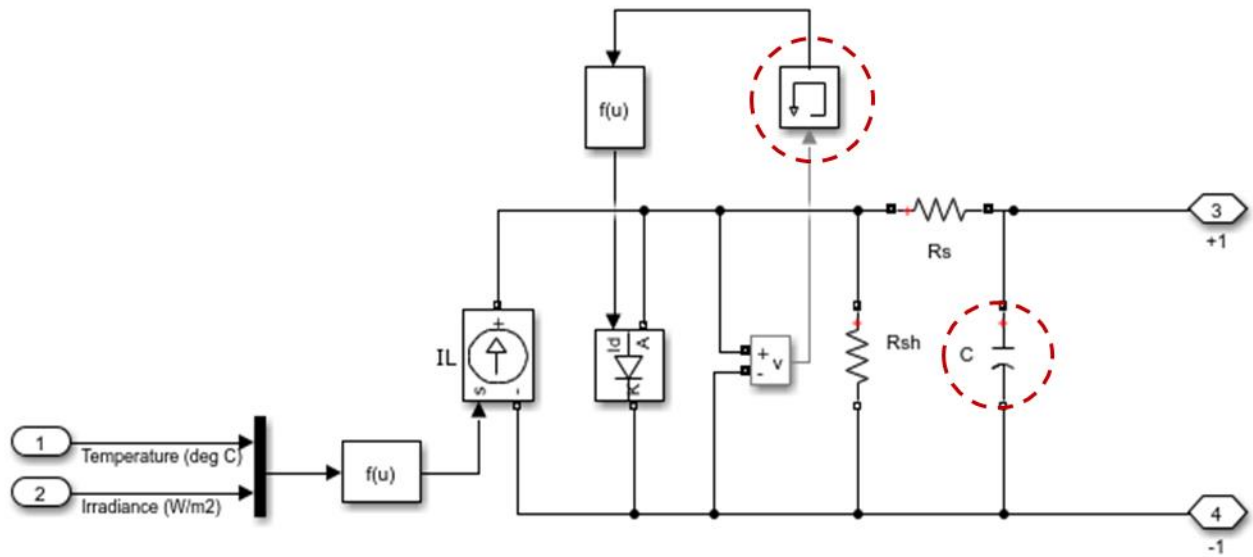 f(u)
3
+1
Rs
+
IL
s
-
Id
A
K
+
-
v
Rsh
C
1
Temperature (deg C)
2
Irradiance (W/m2)
f(u)
4
-1